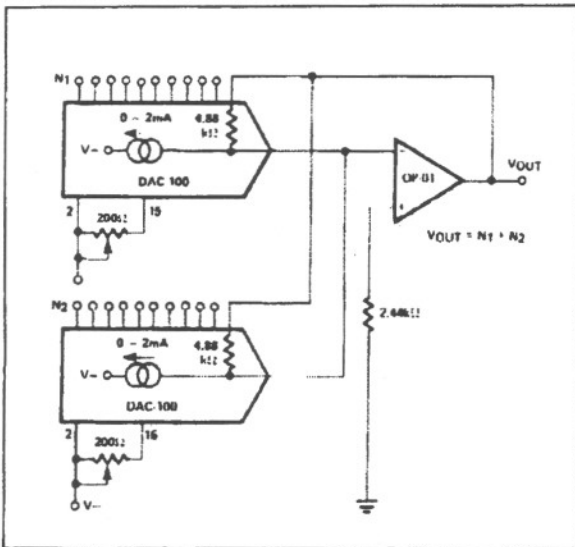 N1
0 – 2mA
4.88
kΩ
V–
DAC 100
2
15
200Ω
–
OP-01
+
VOUT
VOUT = N1 + N2
2.44kΩ
N2
0 – 2mA
4.88
kΩ
V–
DAC-100
2
16
200Ω
V–